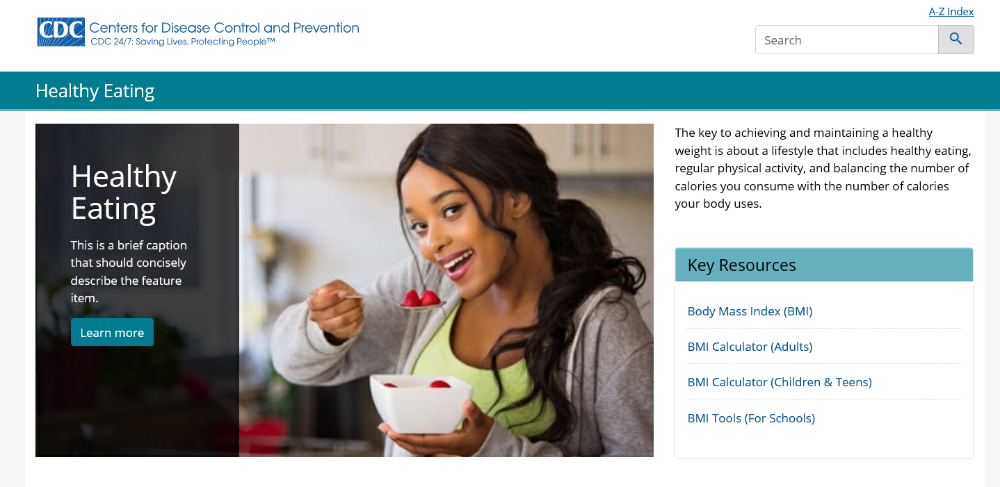 A-Z Index
CDC Centers for Disease Control and Prevention
CDC 24/7: Saving Lives, Protecting People™
Search
Healthy Eating
Healthy
Eating
This is a brief caption
that should concisely
describe the feature
item.
Learn more
The key to achieving and maintaining a healthy
weight is about a lifestyle that includes healthy eating,
regular physical activity, and balancing the number of
calories you consume with the number of calories
your body uses.
Key Resources
Body Mass Index (BMI)
BMI Calculator (Adults)
BMI Calculator (Children & Teens)
BMI Tools (For Schools)